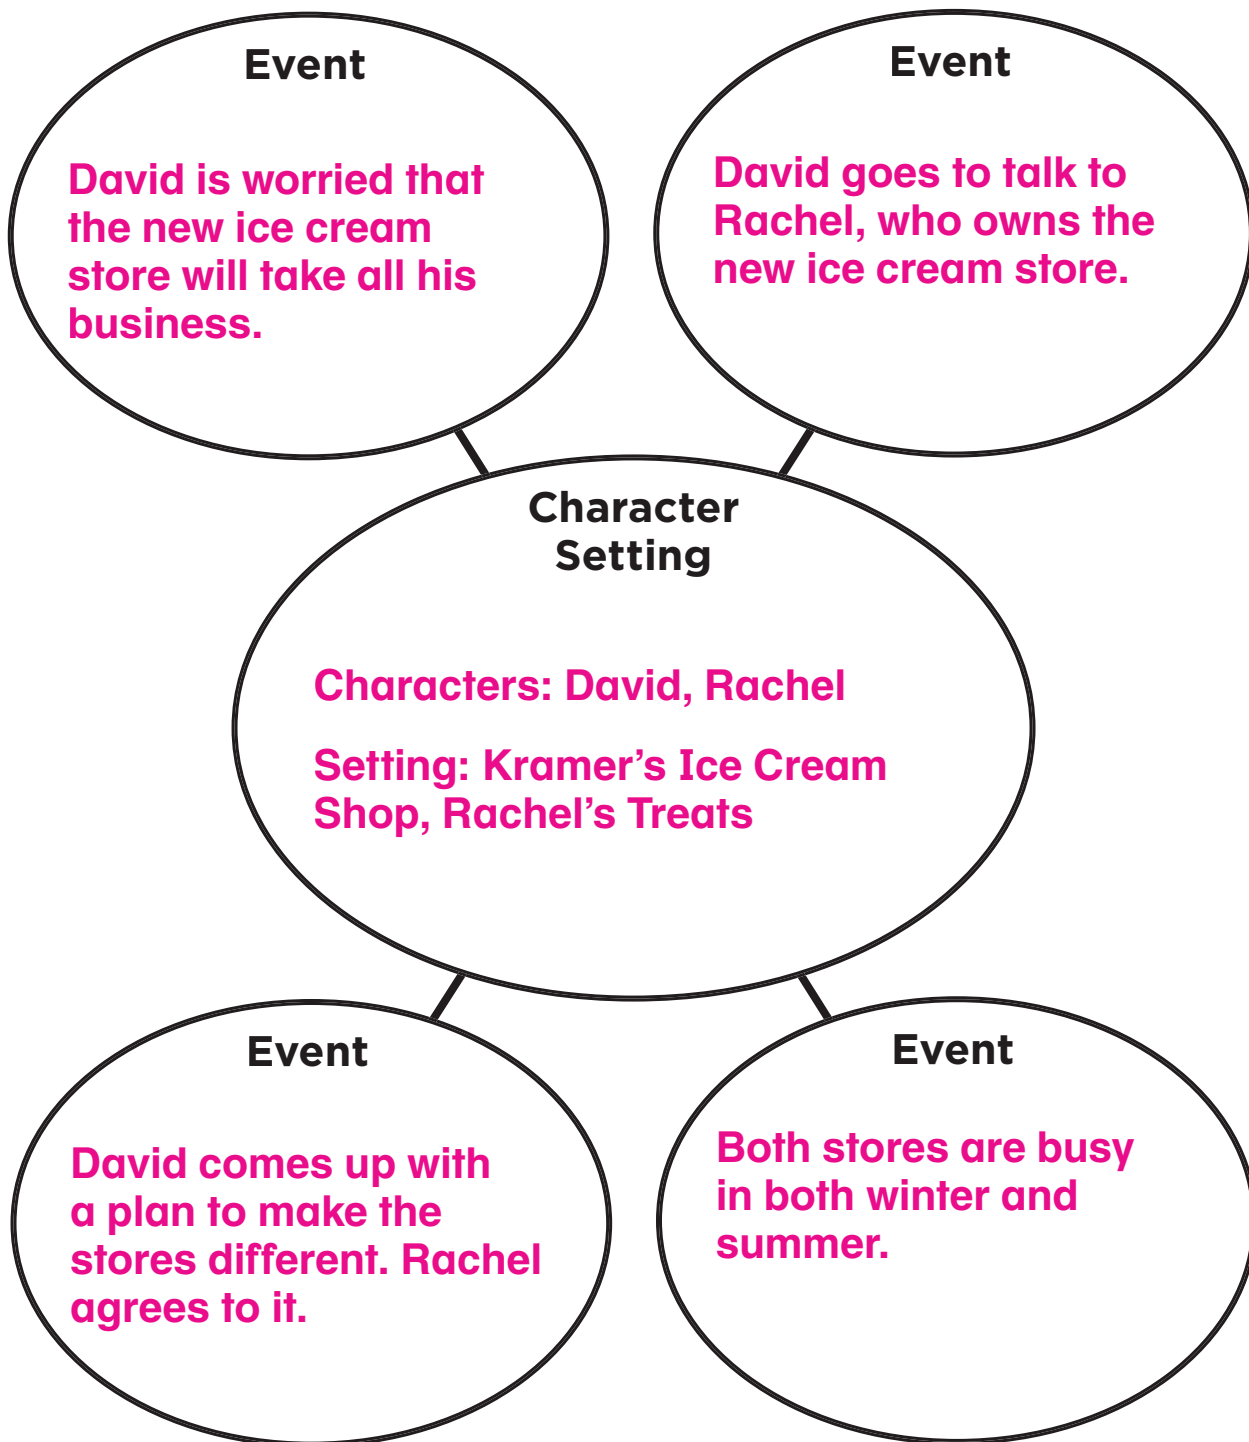 Event
David is worried that
the new ice cream
store will take all his
business.
Event
David goes to talk to
Rachel, who owns the
new ice cream store.
Character
Setting
Characters: David, Rachel
Setting: Kramer’s Ice Cream
Shop, Rachel’s Treats
Event
David comes up with
a plan to make the
stores different. Rachel
agrees to it.
Event
Both stores are busy
in both winter and
summer.